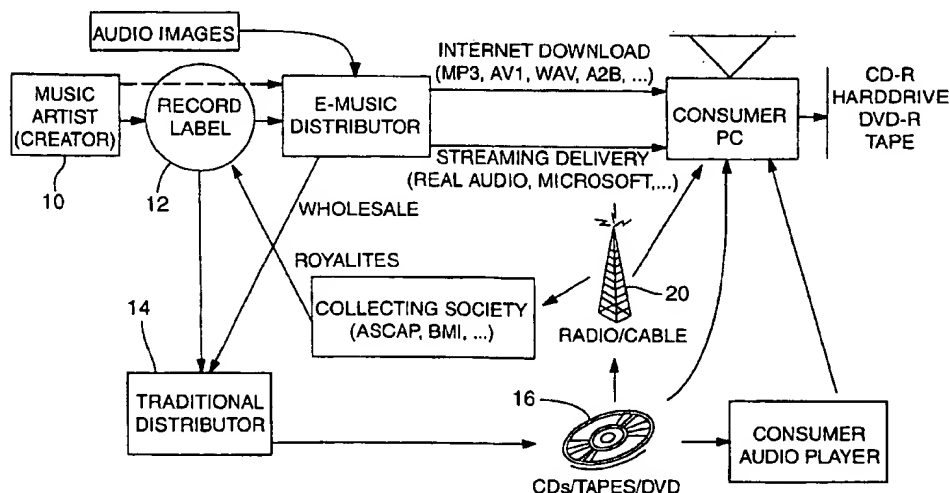 AUDIO IMAGES
MUSIC
ARTIST
(CREATOR)
10
RECORD
LABEL
12
E-MUSIC
DISTRIBUTOR
INTERNET DOWNLOAD
(MP3, AV1, WAV, A2B, ...)
STREAMING DELIVERY
(REAL AUDIO, MICROSOFT,...)
CONSUMER
PC
CD-R
HARDDRIVE
DVD-R
TAPE
WHOLESALE
ROYALITES
COLLECTING SOCIETY
(ASCAP, BMI, ...)
20
RADIO/CABLE
14
TRADITIONAL
DISTRIBUTOR
16
CDs/TAPES/DVD
CONSUMER
AUDIO PLAYER